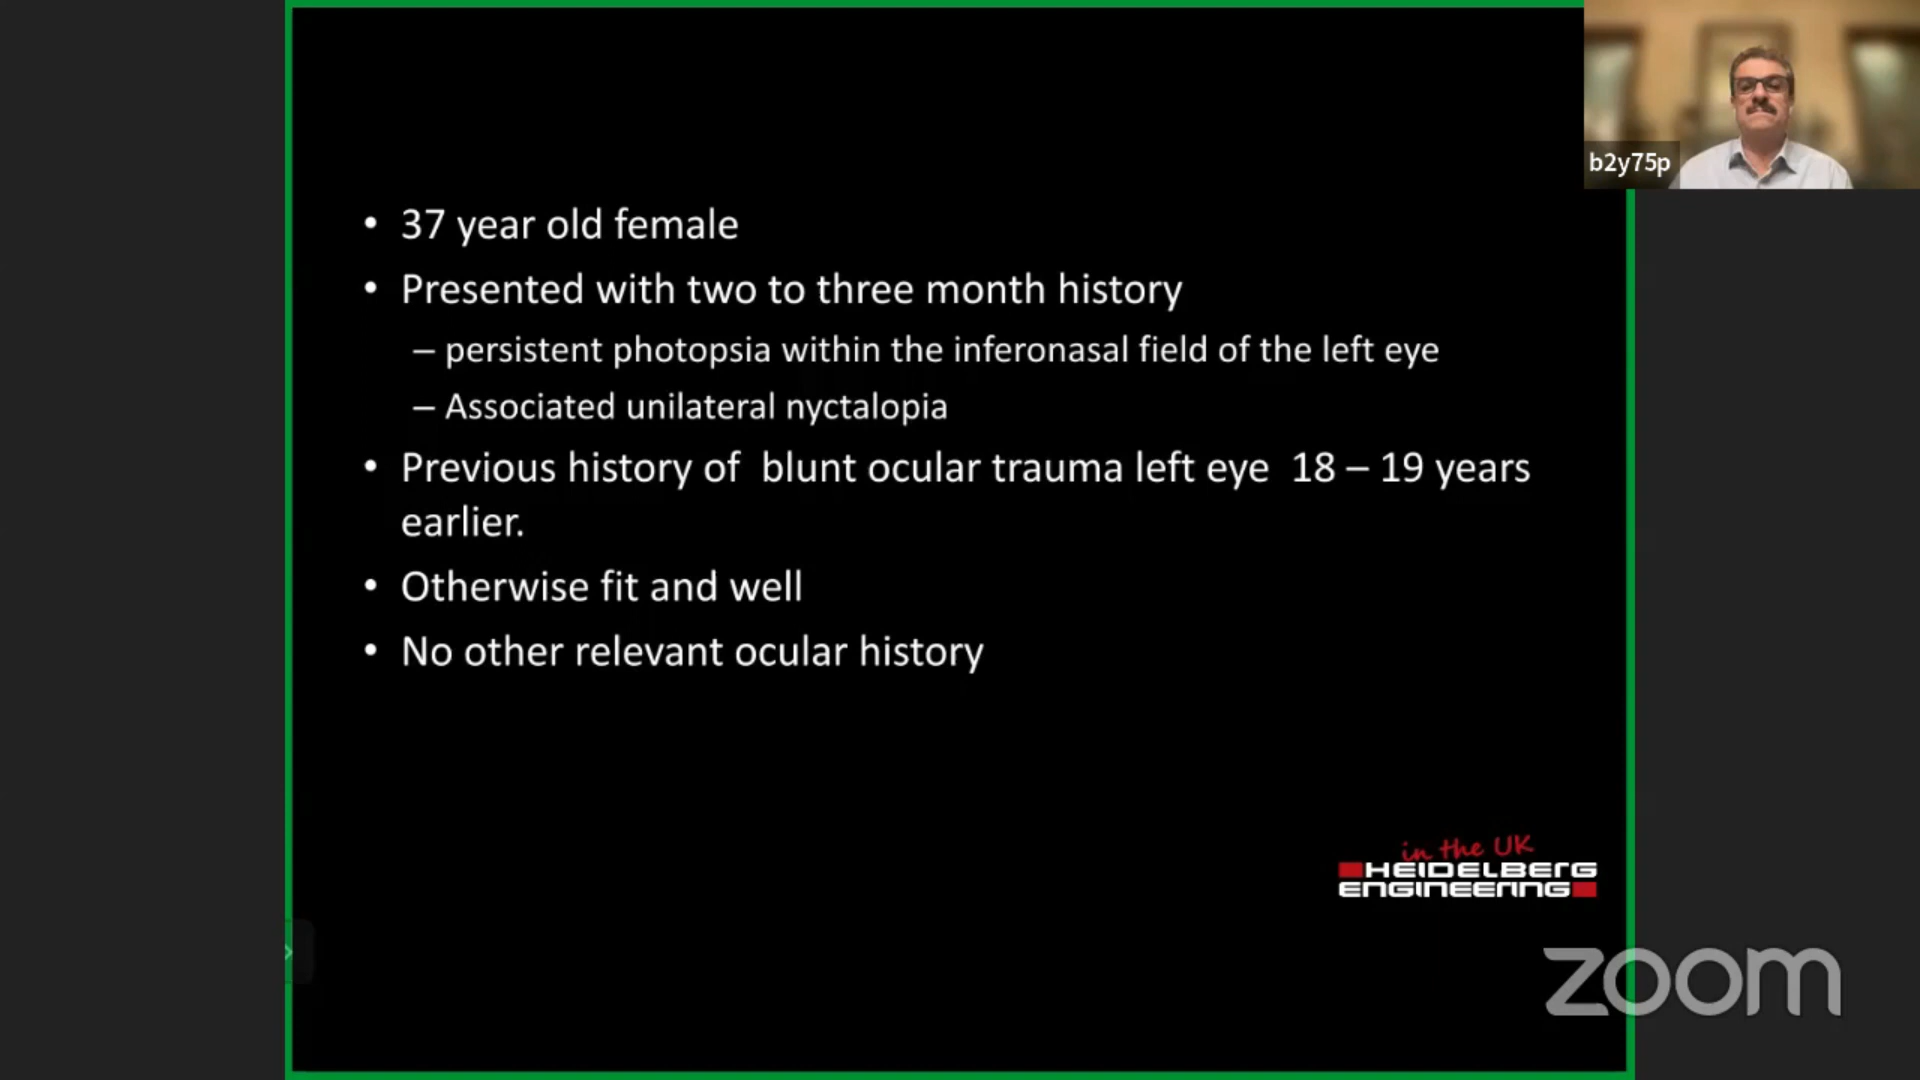 b2y75p
• 37 year old female
• Presented with two to three month history
– persistent photopsia within the inferonasal field of the left eye
– Associated unilateral nyctalopia
• Previous history of  blunt ocular trauma left eye  18 – 19 years
earlier.
• Otherwise fit and well
• No other relevant ocular history
in the UK
HEIDELBERG
ENGINEERING
zoom